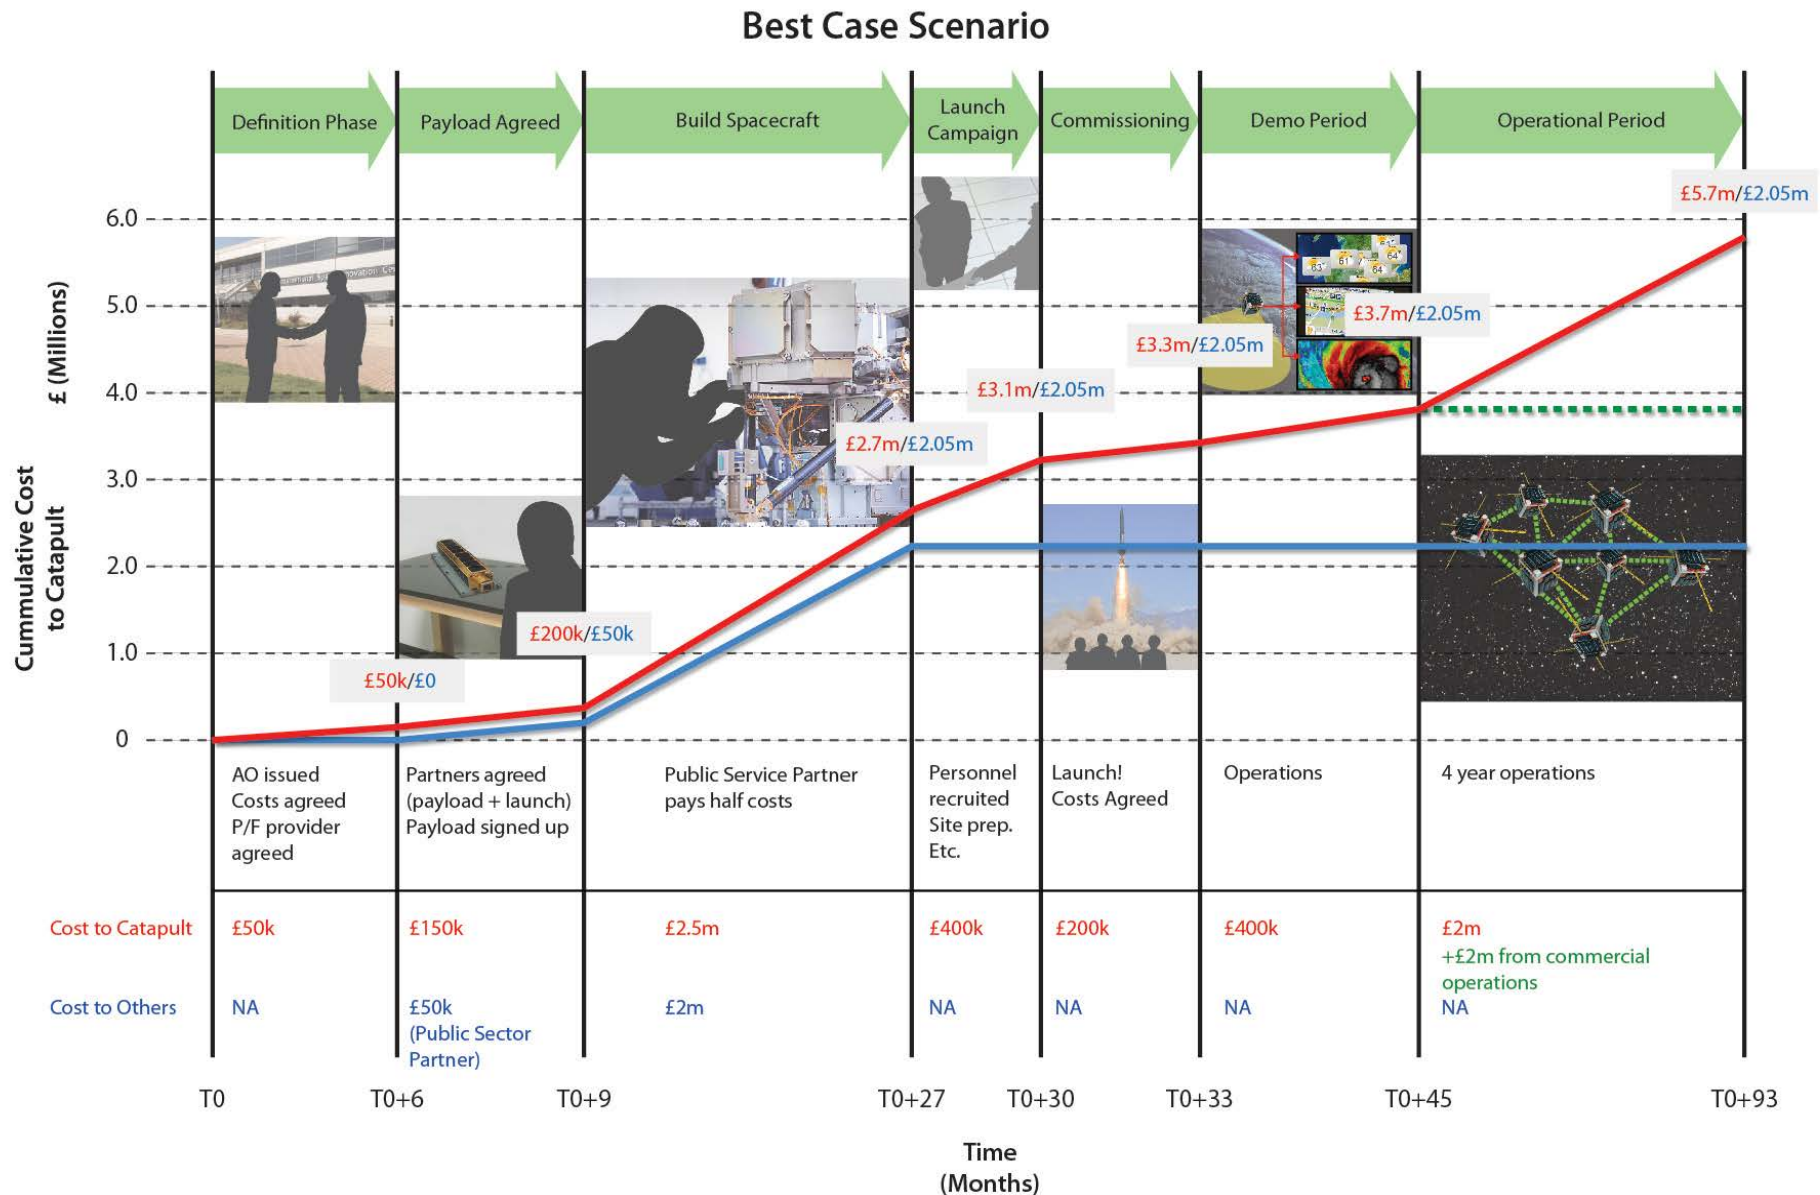 Best Case Scenario
Definition Phase
Payload Agreed
Build Spacecraft
Launch
Campaign
Commissioning
Demo Period
Operational Period
£5.7m/£2.05m
6.0
5.0
£3.7m/£2.05m
£3.3m/£2.05m
4.0
£3.1m/£2.05m
£2.7m/£2.05m
3.0
2.0
£200k/£50k
1.0
£50k/£0
0
£ (Millions)
Cummulative Cost
to Catapult
63
61
64
64
AO issued
Costs agreed
P/F provider
agreed
Partners agreed
(payload + launch)
Payload signed up
Public Service Partner
pays half costs
Personnel
recruited
Site prep.
Etc.
Launch!
Costs Agreed
Operations
4 year operations
Cost to Catapult
£50k
£150k
£2.5m
£400k
£200k
£400k
£2m
+£2m from commercial
operations
Cost to Others
NA
£50k
(Public Sector
Partner)
£2m
NA
NA
NA
NA
T0
T0+6
T0+9
T0+27
T0+30
T0+33
T0+45
T0+93
Time
(Months)